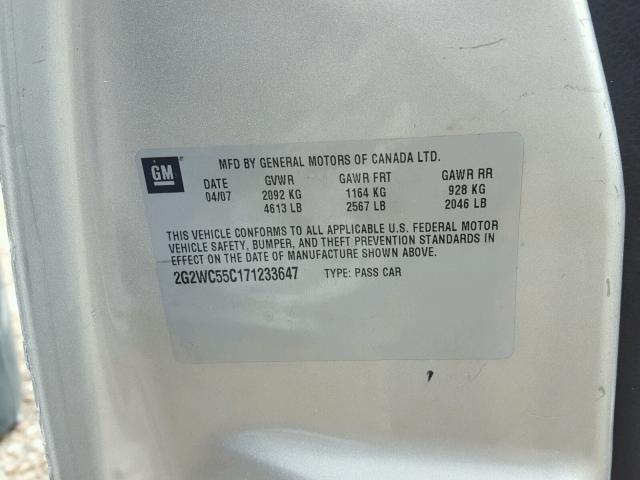 GM
MFD BY GENERAL MOTORS OF CANADA LTD.
DATE GVWR GAWR FRT GAWR RR
04/07 2092 KG 1164 KG 928 KG
4613 LB 2567 LB 2046 LB
THIS VEHICLE CONFORMS TO ALL APPLICABLE U.S. FEDERAL MOTOR
VEHICLE SAFETY, BUMPER, AND THEFT PREVENTION STANDARDS IN
EFFECT ON THE DATE OF MANUFACTURE SHOWN ABOVE.
2G2WC55C171233647 TYPE: PASS CAR